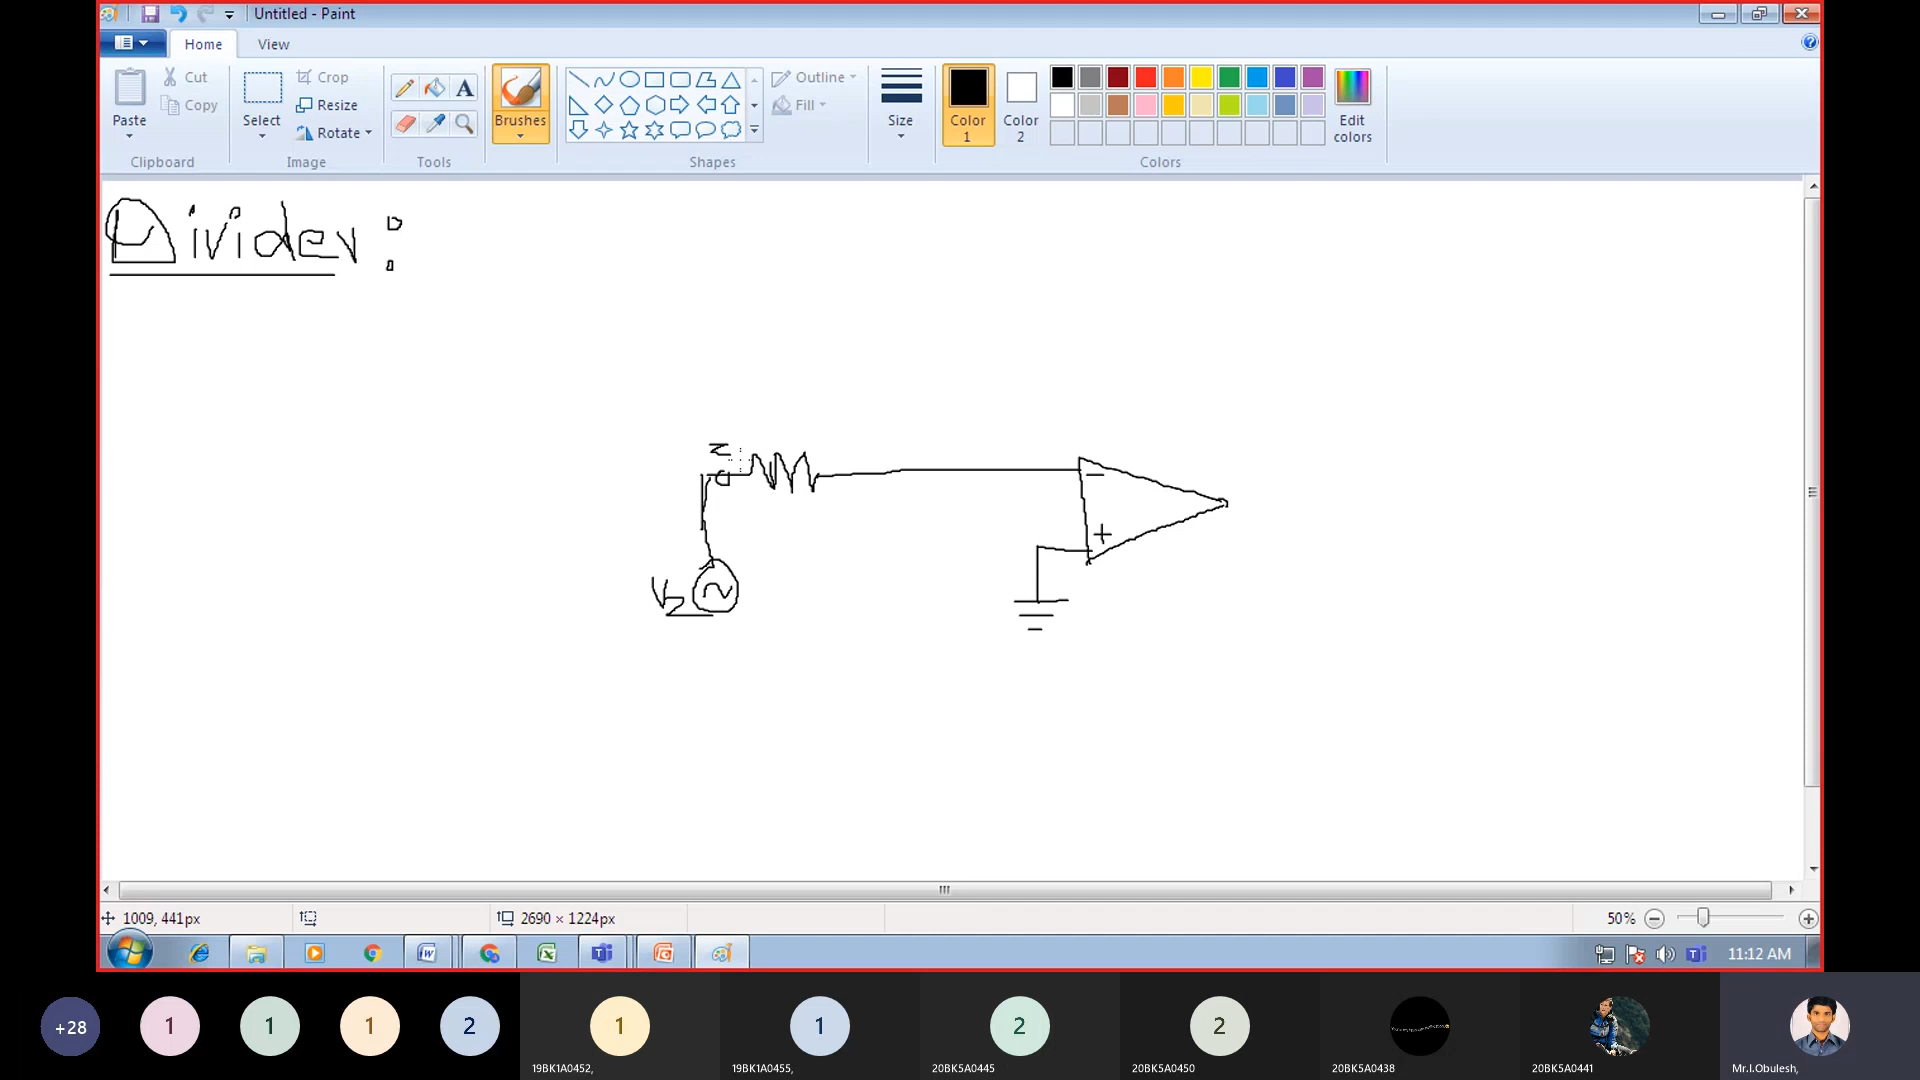 Untitled - Paint
Home View
Paste
Cut
Copy
Clipboard
Select
Crop
Resize
Rotate
Image
A
Tools
Brushes
Shapes
Outline
Fill
Size
Color 1
Color 2
Edit colors
Colors
Divider :
Z
-
+
V2
1009, 441px
2690 × 1224px
50%
11:12 AM
+28 1 1 1 2 1 1 2 2
19BK1A0452, 19BK1A0455, 20BK5A0445 20BK5A0450 20BK5A0438 20BK5A0441 Mr.I.Obulesh,